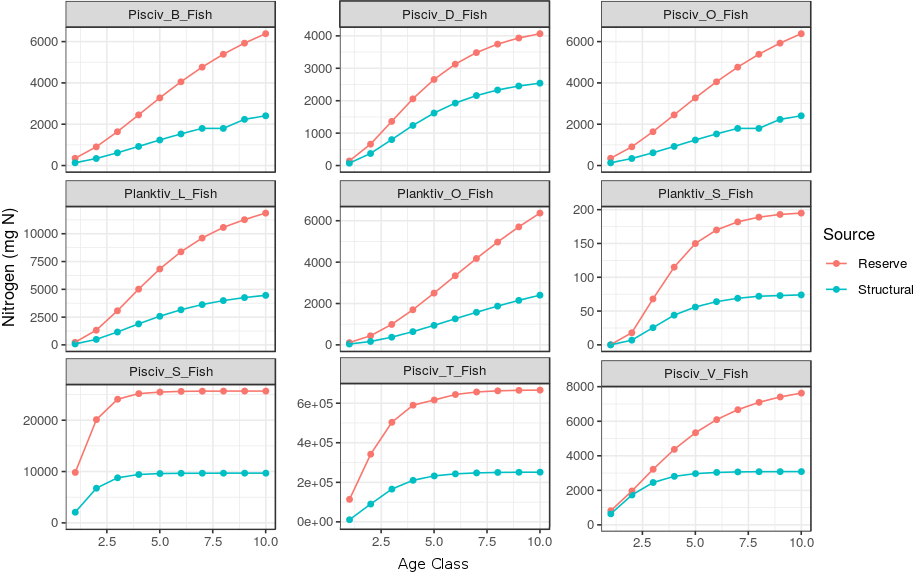 Pisciv_B_Fish
Pisciv_D_Fish
Pisciv_O_Fish
6000
4000
2000
0
4000
3000
2000
1000
0
6000
4000
2000
0
Planktiv_L_Fish
Planktiv_O_Fish
Planktiv_S_Fish
10000
7500
5000
2500
0
6000
4000
2000
0
200
150
100
50
0
Pisciv_S_Fish
Pisciv_T_Fish
Pisciv_V_Fish
20000
10000
0
6e+05
4e+05
2e+05
0e+00
8000
6000
4000
2000
0
2.5 5.0 7.5 10.0
2.5 5.0 7.5 10.0
2.5 5.0 7.5 10.0
Age Class
Nitrogen (mg N)
Source
Reserve
Structural